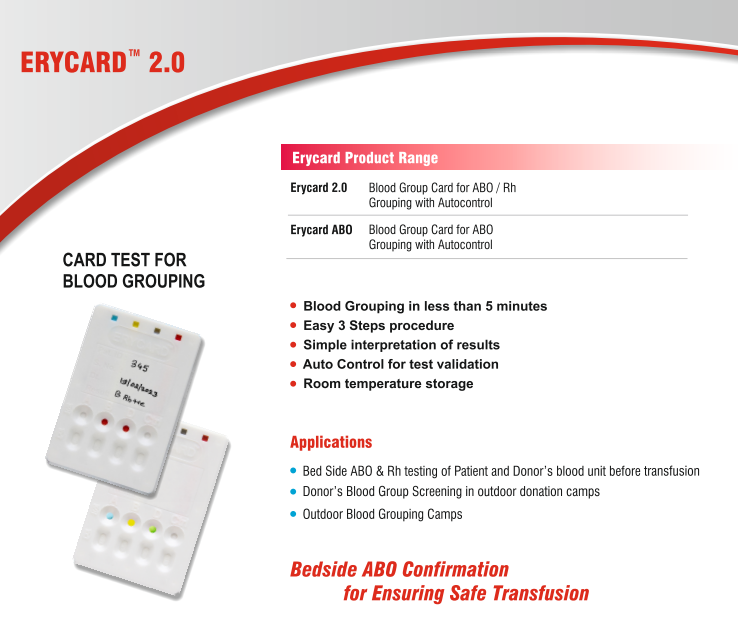 ERYCARD™ 2.0
Erycard Product Range
Erycard 2.0 Blood Group Card for ABO / Rh
Grouping with Autocontrol
Erycard ABO Blood Group Card for ABO
Grouping with Autocontrol
CARD TEST FOR
BLOOD GROUPING
345
13/02/2023
B Rh+ve
• Blood Grouping in less than 5 minutes
• Easy 3 Steps procedure
• Simple interpretation of results
• Auto Control for test validation
• Room temperature storage
Applications
• Bed Side ABO & Rh testing of Patient and Donor's blood unit before transfusion
• Donor's Blood Group Screening in outdoor donation camps
• Outdoor Blood Grouping Camps
Bedside ABO Confirmation
for Ensuring Safe Transfusion